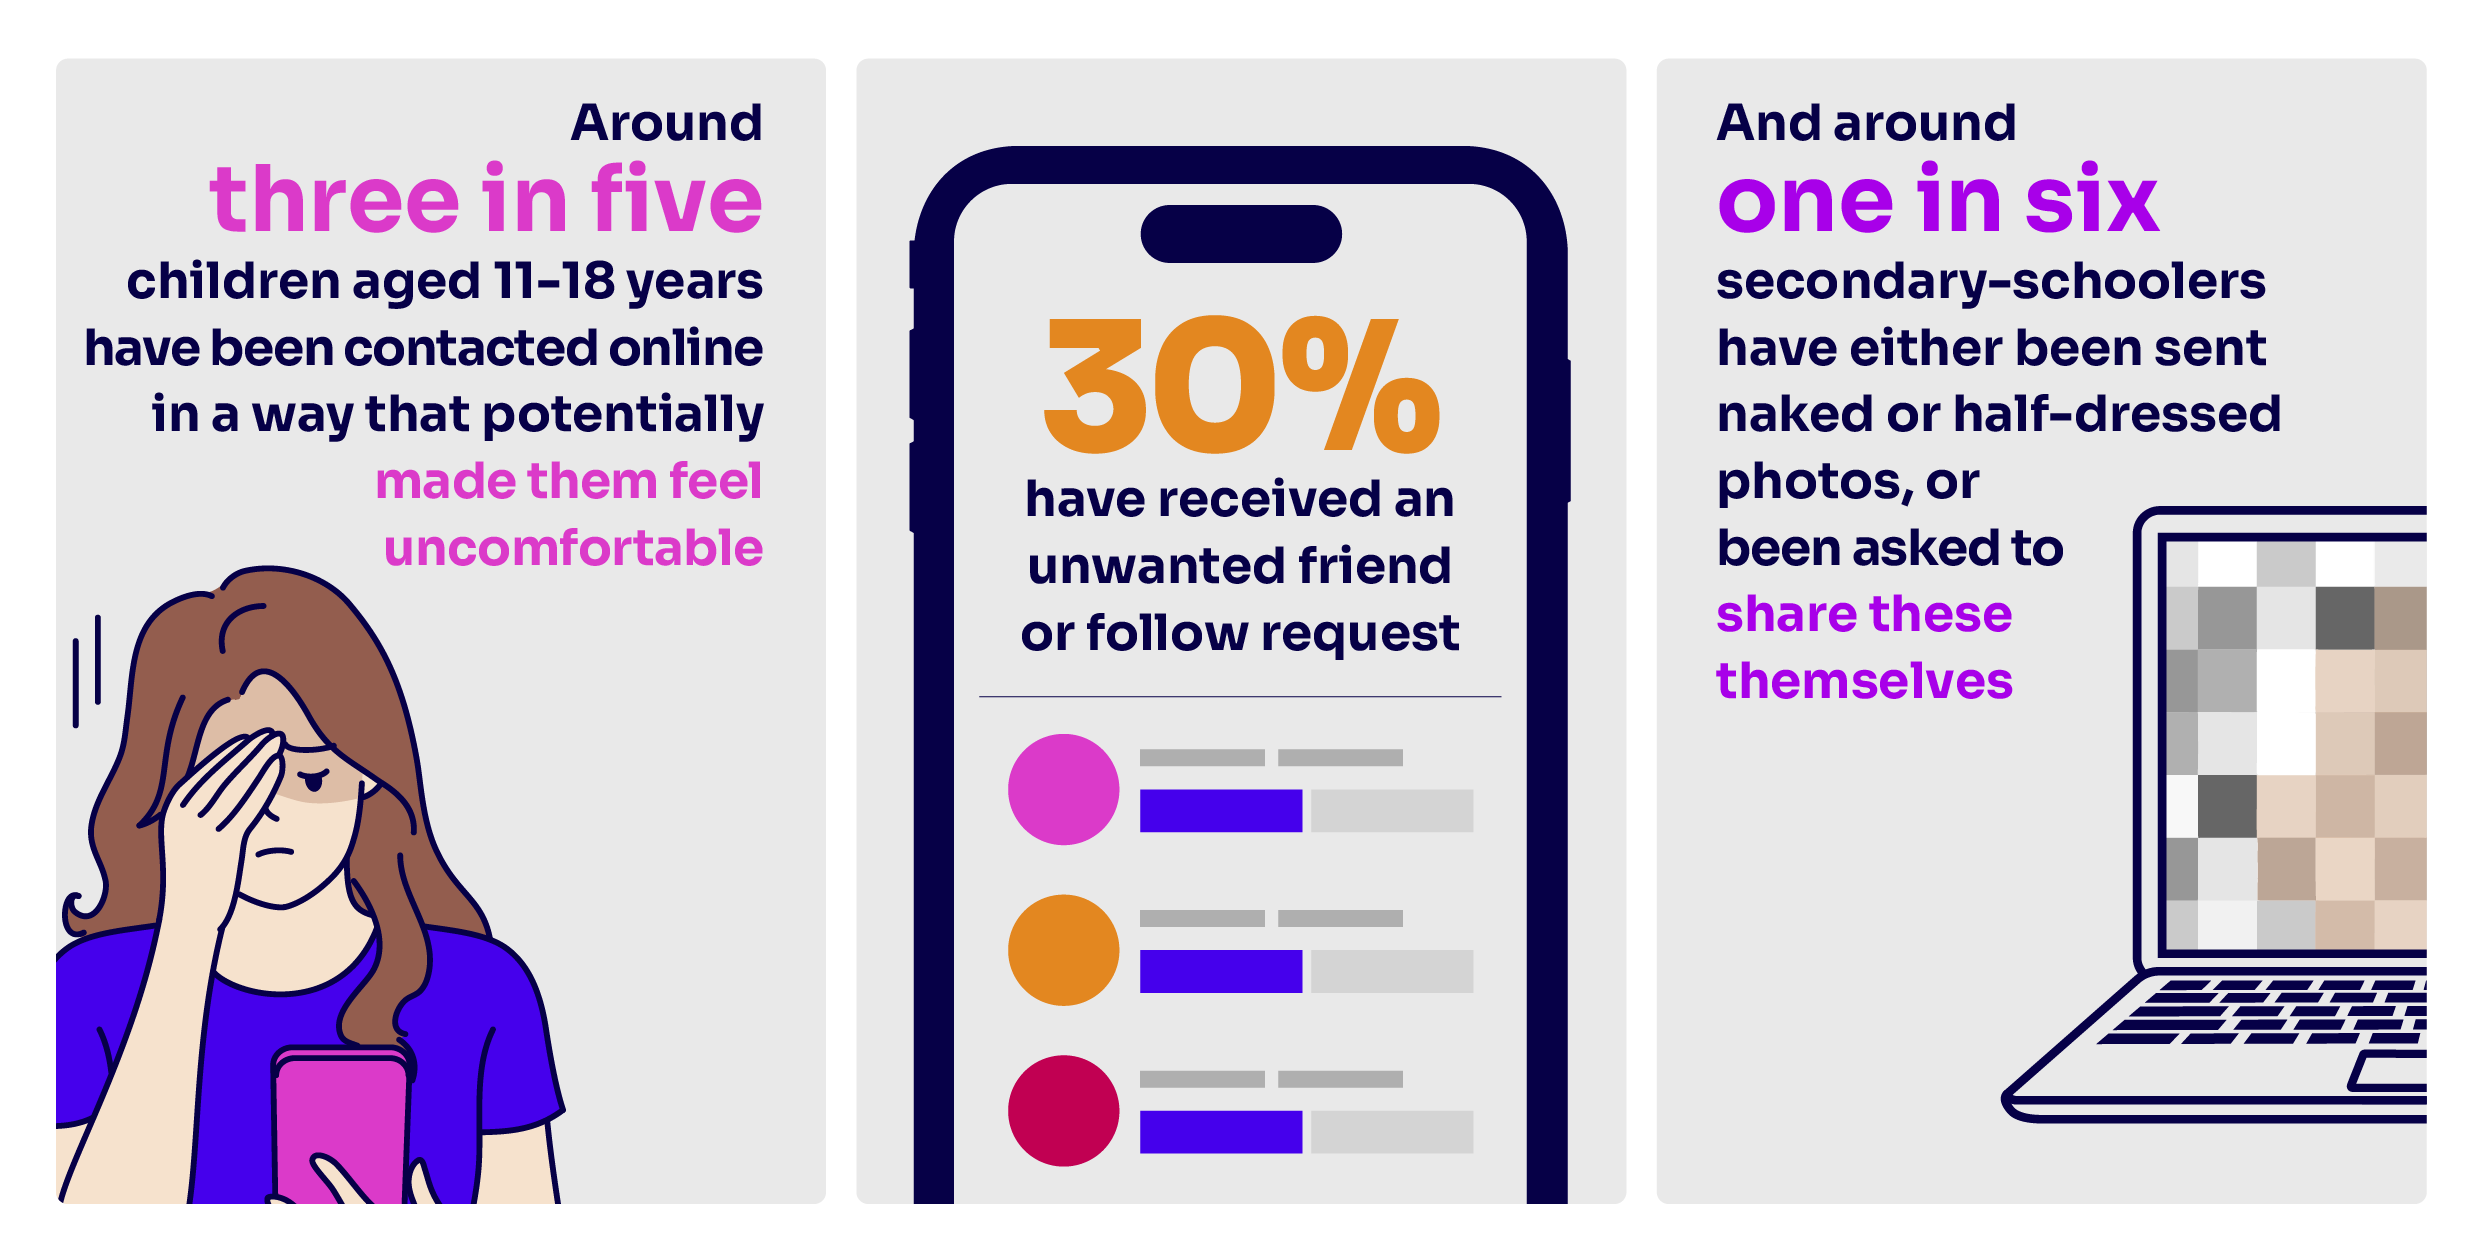 Around
three in five
children aged 11-18 years
have been contacted online
in a way that potentially
made them feel
uncomfortable
30%
have received an
unwanted friend
or follow request
And around
one in six
secondary-schoolers
have either been sent
naked or half-dressed
photos, or
been asked to
share these
themselves